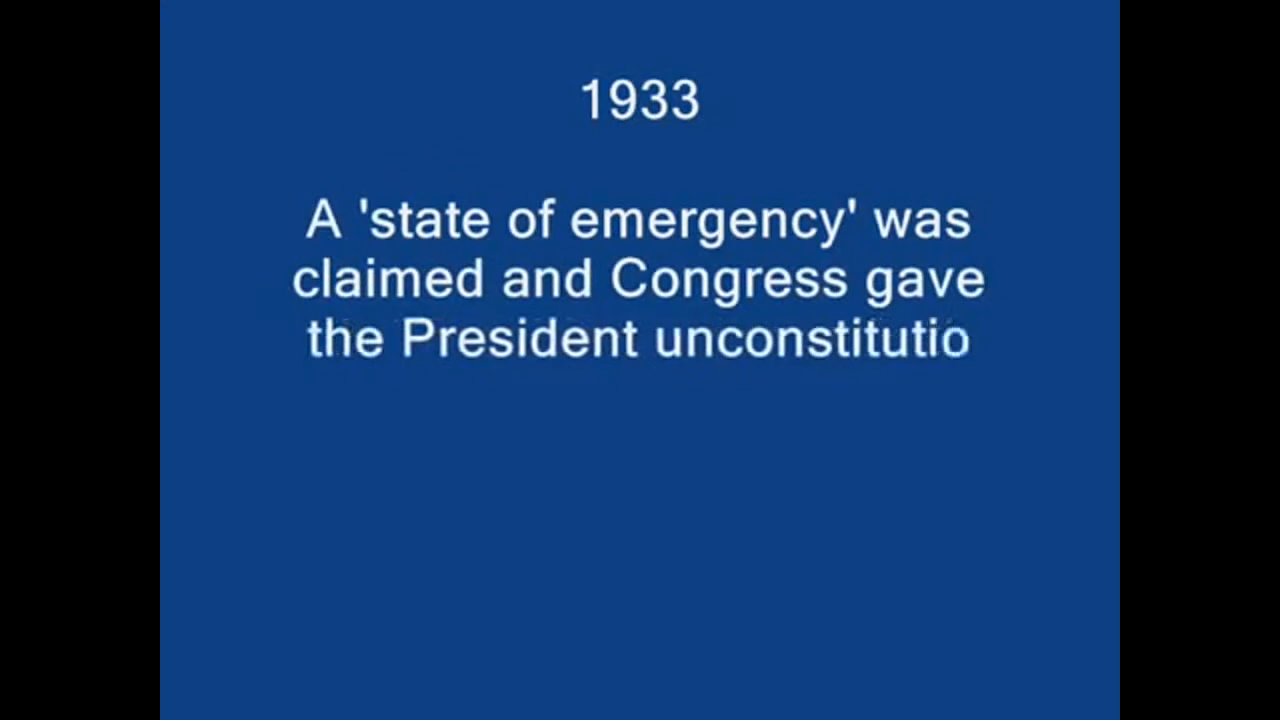 1933
A 'state of emergency' was
claimed and Congress gave
the President unconstitutio